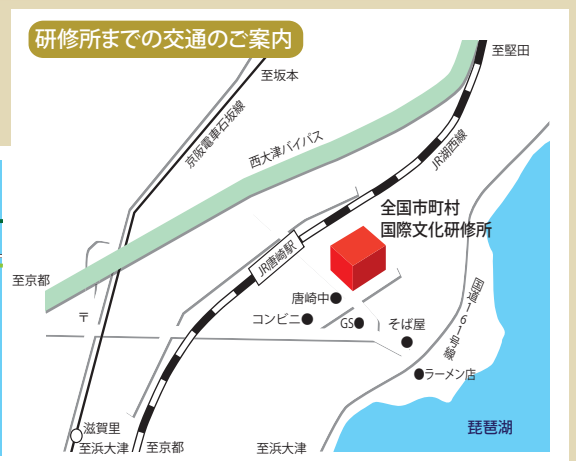 研修所までの交通のご案内
至堅田
至坂本
京阪電車石坂線
西大津バイパス
JR湖西線
全国市町村
国際文化研修所
JR唐崎駅
至京都
唐崎中
国道161号線
〒
コンビニ
GS
そば屋
ラーメン店
滋賀里
琵琶湖
至浜大津
至京都
至浜大津